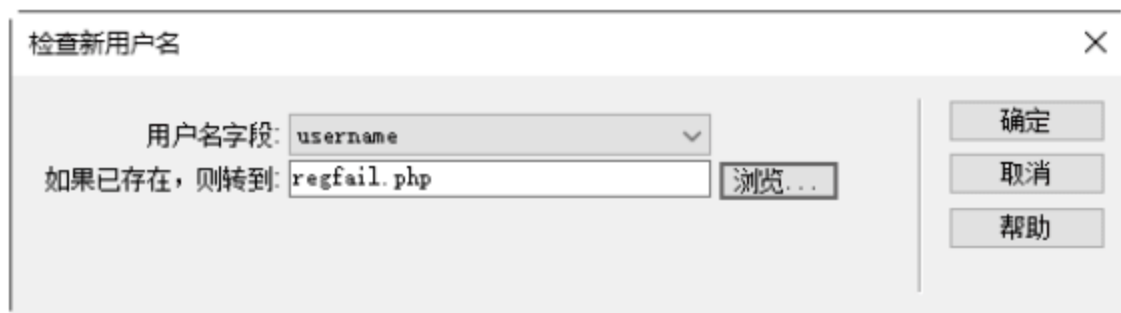 检查新用户名
用户名字段: username
确定
如果已存在，则转到: regfail.php 浏览...
取消
帮助